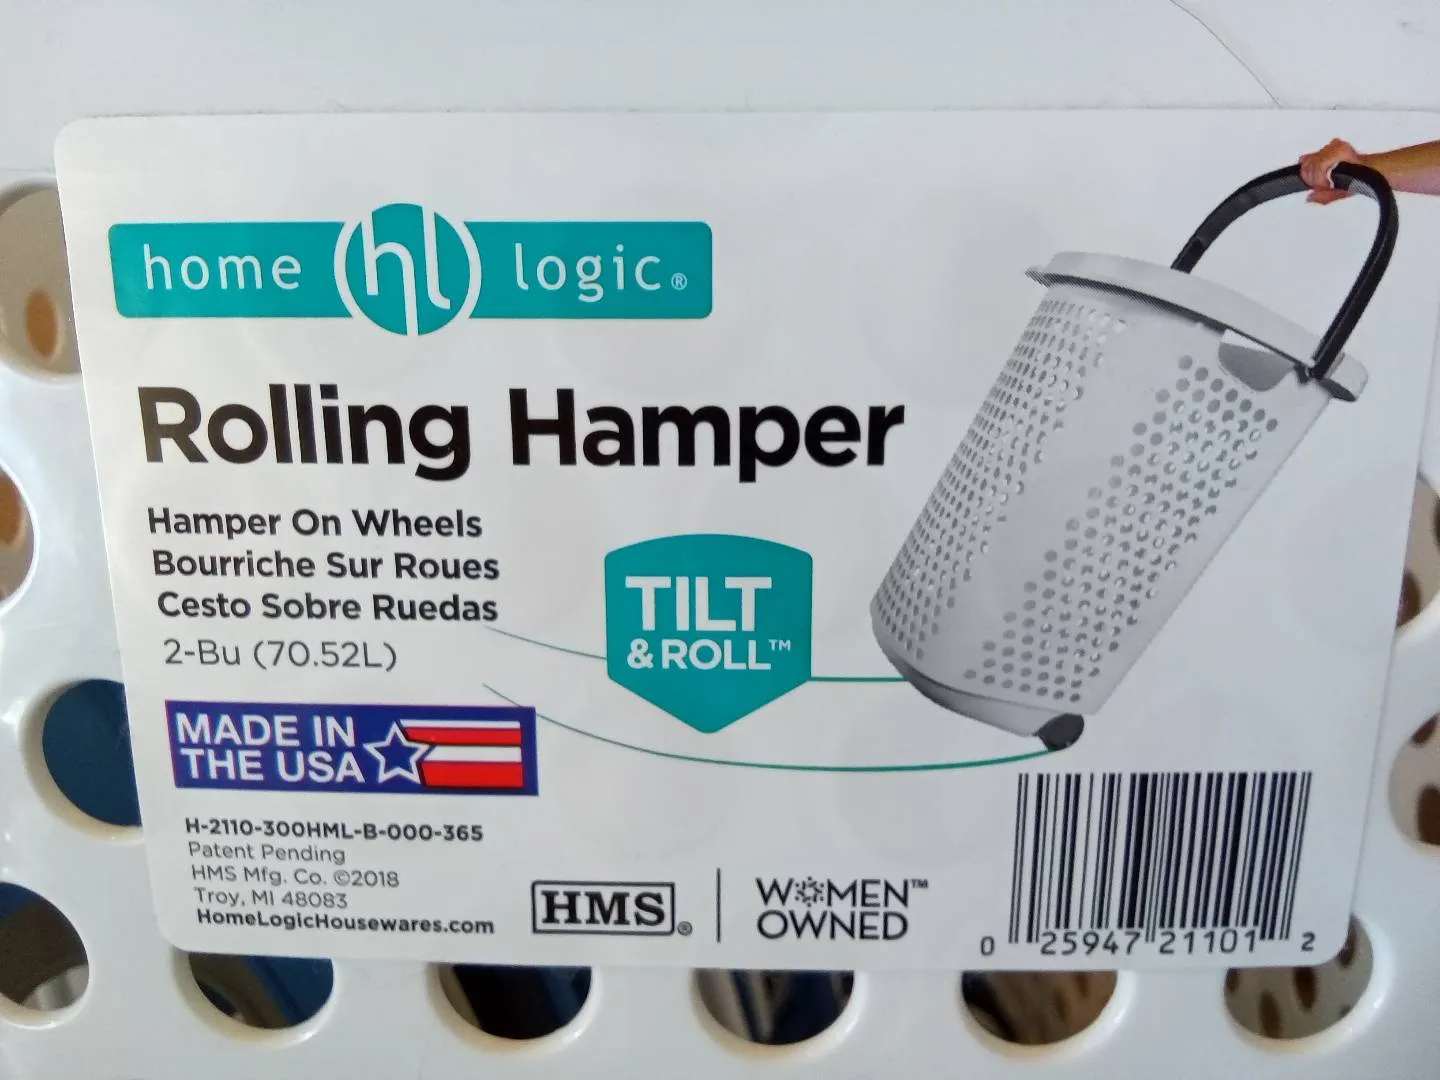 home hl logic®
Rolling Hamper
Hamper On Wheels
Bourriche Sur Roues
Cesto Sobre Ruedas
2-Bu (70.52L)
TILT
& ROLL™
MADE IN
THE USA
H-2110-300HML-B-000-365
Patent Pending
HMS Mfg. Co. ©2018
Troy, MI 48083
HomeLogicHousewares.com
HMS®
WOMEN™
OWNED
0 25947 21101 2